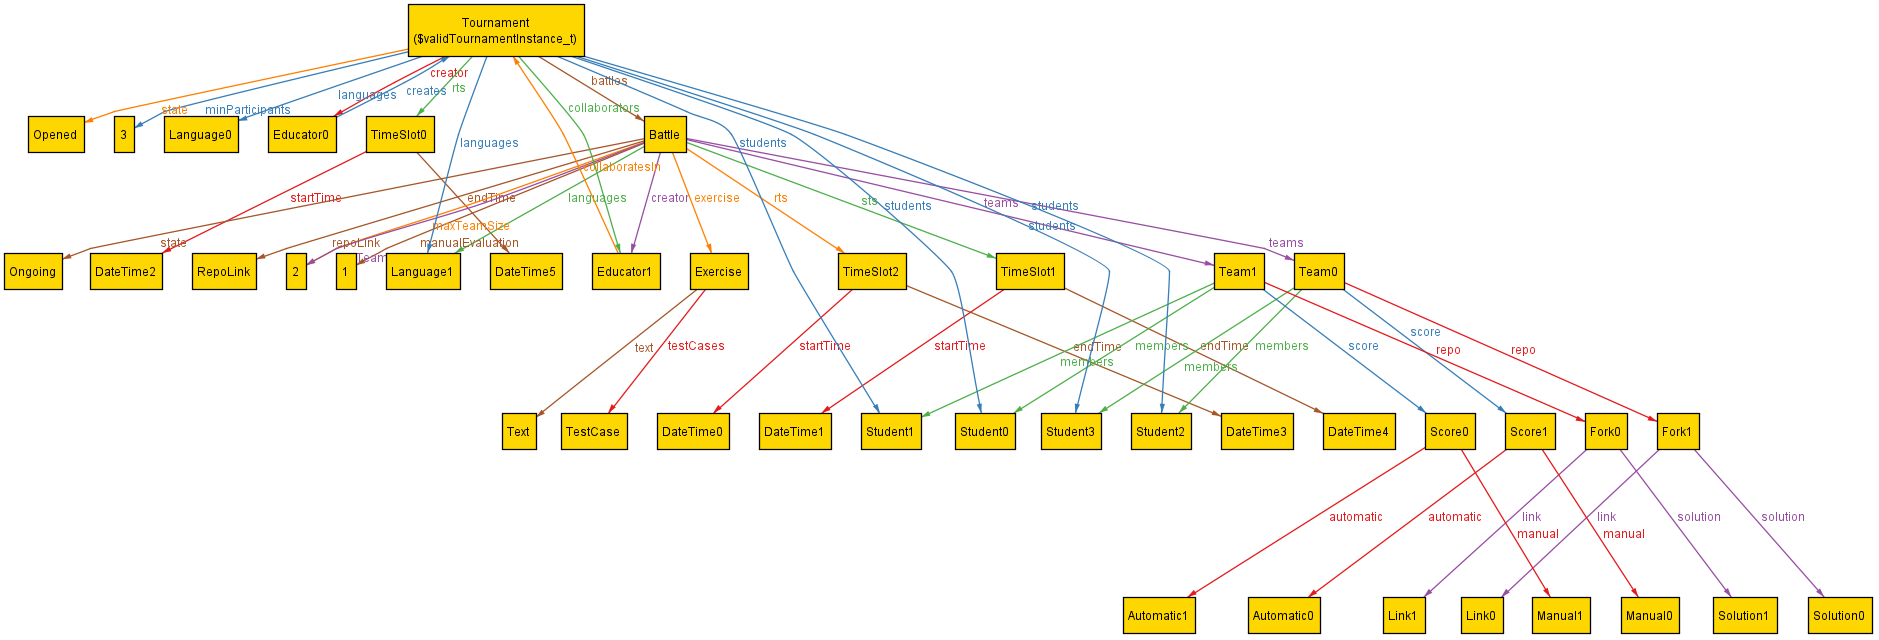 Tournament
($validTournamentInstance_t)
creator
battles
rts
creates
languages
collaborators
state
minParticipants
Opened
3
Language0
Educator0
TimeSlot0
Battle
languages
students
collaboratesIn
startTime
endTime
languages
creator
exercise
rts
sts
teams
students
students
students
maxTeamSize
state
repoLink
manualEvaluation
teams
Ongoing
DateTime2
RepoLink
2
1
Language1
DateTime5
Educator1
Exercise
TimeSlot2
TimeSlot1
Team1
Team0
text
testCases
startTime
startTime
endTime
members
members
endTime
members
members
score
score
repo
repo
Text
TestCase
DateTime0
DateTime1
Student1
Student0
Student3
Student2
DateTime3
DateTime4
Score0
Score1
Fork0
Fork1
automatic
automatic
link
manual
link
manual
solution
solution
Automatic1
Automatic0
Link1
Link0
Manual1
Manual0
Solution1
Solution0